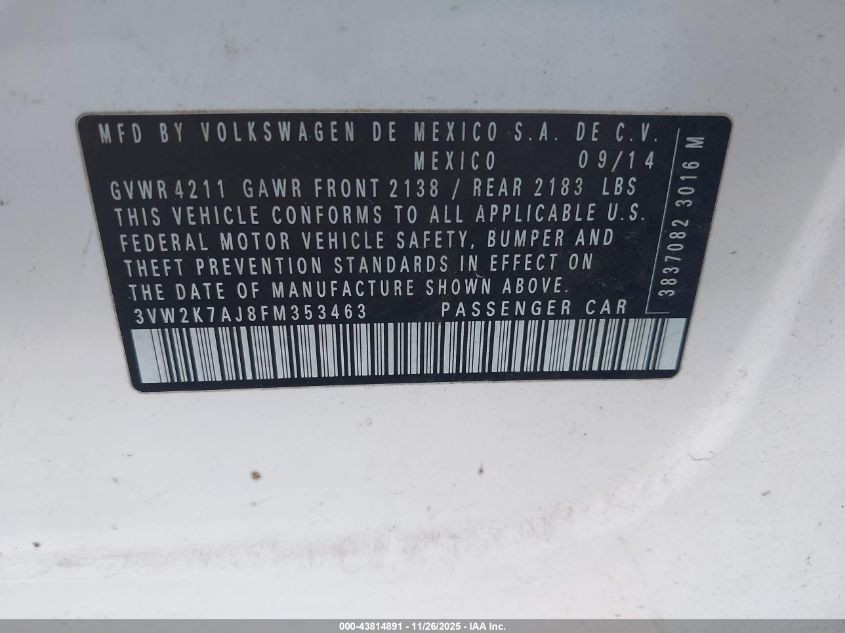 MFD BY VOLKSWAGEN DE MEXICO S.A. DE C.V.
MEXICO 09/14
GVWR 4211 GAWR FRONT 2138 / REAR 2183 LBS
THIS VEHICLE CONFORMS TO ALL APPLICABLE U.S.
FEDERAL MOTOR VEHICLE SAFETY, BUMPER AND
THEFT PREVENTION STANDARDS IN EFFECT ON
THE DATE OF MANUFACTURE SHOWN ABOVE.
3VW2K7AJ8FM353463 PASSENGER CAR
3837082 3016 M
000-43814891 - 11/26/2025 - IAA Inc.